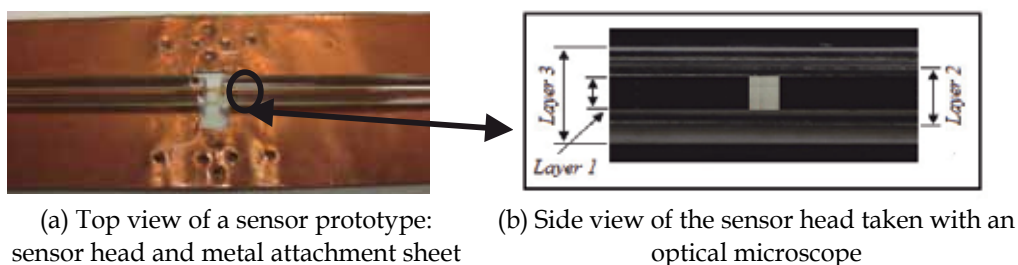 Layer 3
Layer 2
Layer 1
(a) Top view of a sensor prototype:
sensor head and metal attachment sheet
(b) Side view of the sensor head taken with an
optical microscope